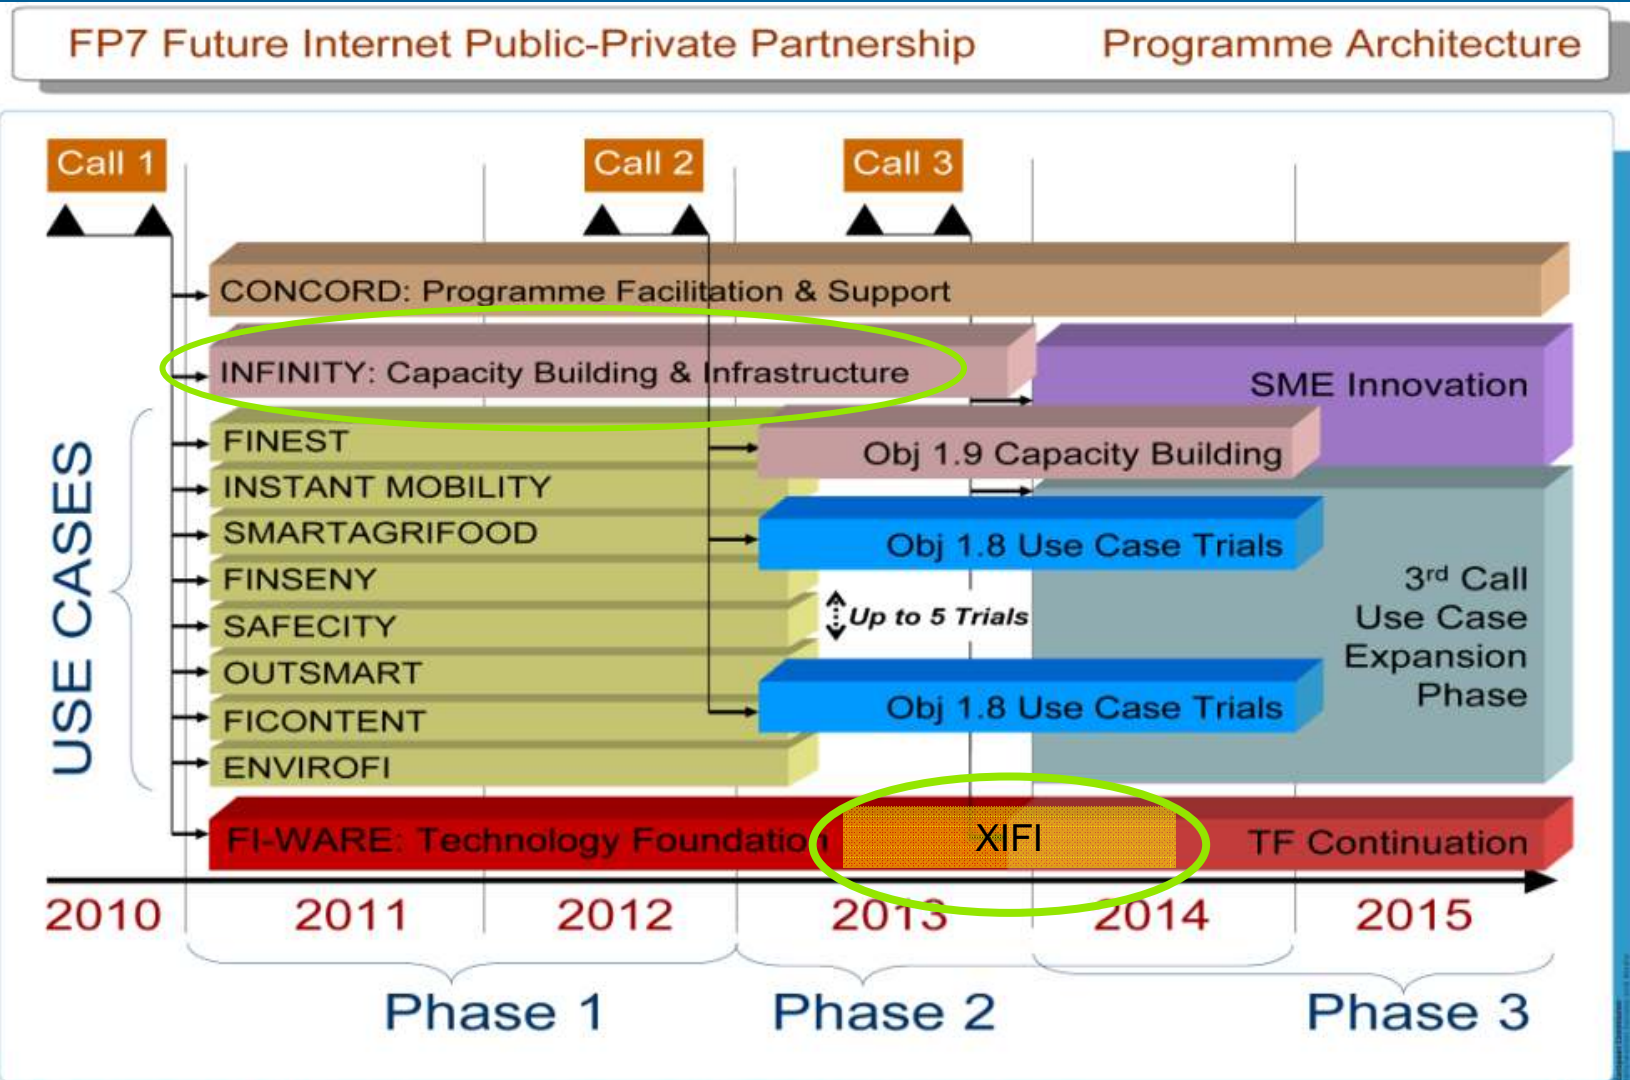 FP7 Future Internet Public-Private Partnership Programme Architecture
Call 1
Call 2
Call 3
CONCORD: Programme Facilitation & Support
INFINITY: Capacity Building & Infrastructure
SME Innovation
USE CASES
FINEST
INSTANT MOBILITY
SMARTAGRIFOOD
FINSENY
SAFECITY
OUTSMART
FICONTENT
ENVIROFI
Obj 1.9 Capacity Building
Obj 1.8 Use Case Trials
Up to 5 Trials
Obj 1.8 Use Case Trials
3rd Call
Use Case
Expansion
Phase
FI-WARE: Technology Foundation
XIFI
TF Continuation
2010 2011 2012 2013 2014 2015
Phase 1 Phase 2 Phase 3